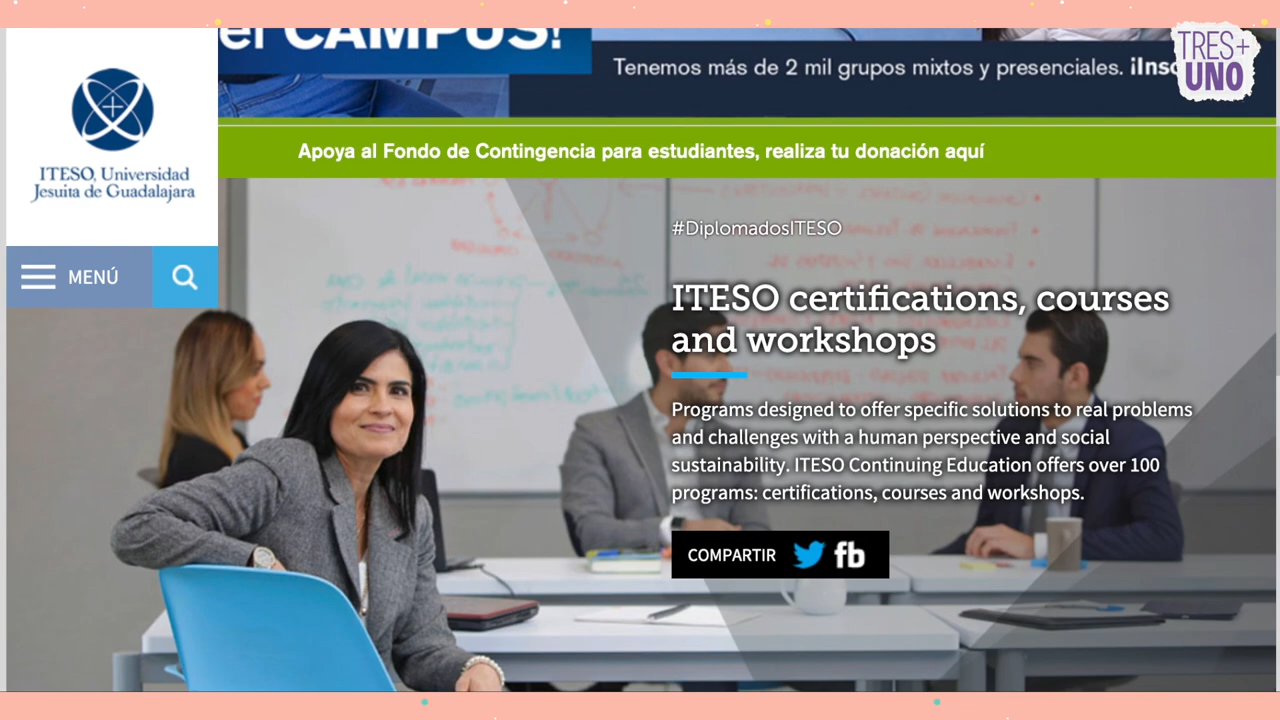 el CAMPUS!
Tenemos más de 2 mil grupos mixtos y presenciales.
TRES+
UNO
ITESO, Universidad
Jesuita de Guadalajara
Apoya al Fondo de Contingencia para estudiantes, realiza tu donación aquí
MENÚ
#DiplomadosITESO
ITESO certifications, courses
and workshops
Programs designed to offer specific solutions to real problems
and challenges with a human perspective and social
sustainability. ITESO Continuing Education offers over 100
programs: certifications, courses and workshops.
COMPARTIR fb